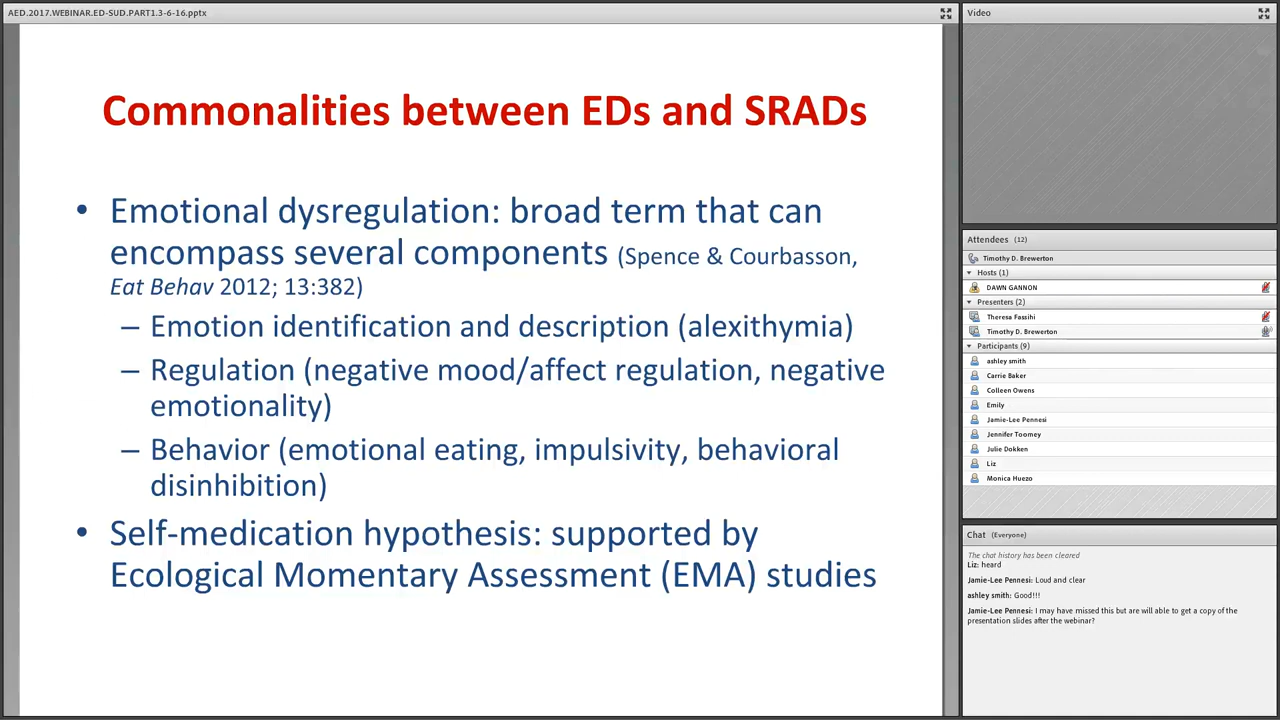 AED.2017.WEBINAR.ED-SUD.PART1.3-6-16.pptx
Commonalities between EDs and SRADs
• Emotional dysregulation: broad term that can
encompass several components (Spence & Courbasson,
Eat Behav 2012; 13:382)
– Emotion identification and description (alexithymia)
– Regulation (negative mood/affect regulation, negative
emotionality)
– Behavior (emotional eating, impulsivity, behavioral
disinhibition)
• Self-medication hypothesis: supported by
Ecological Momentary Assessment (EMA) studies
Video
Attendees (12)
Timothy D. Brewerton
Hosts (1)
DAWN GANNON
Presenters (2)
Theresa Fassihi
Timothy D. Brewerton
Participants (9)
ashley smith
Carrie Baker
Colleen Owens
Emily
Jamie-Lee Pennesi
Jennifer Toomey
Julie Dokken
Liz
Monica Huezo
Chat (Everyone)
The chat history has been cleared
Liz: heard
Jamie-Lee Pennesi: Loud and clear
ashley smith: Good!!!
Jamie-Lee Pennesi: I may have missed this but are will able to get a copy of the
presentation slides after the webinar?